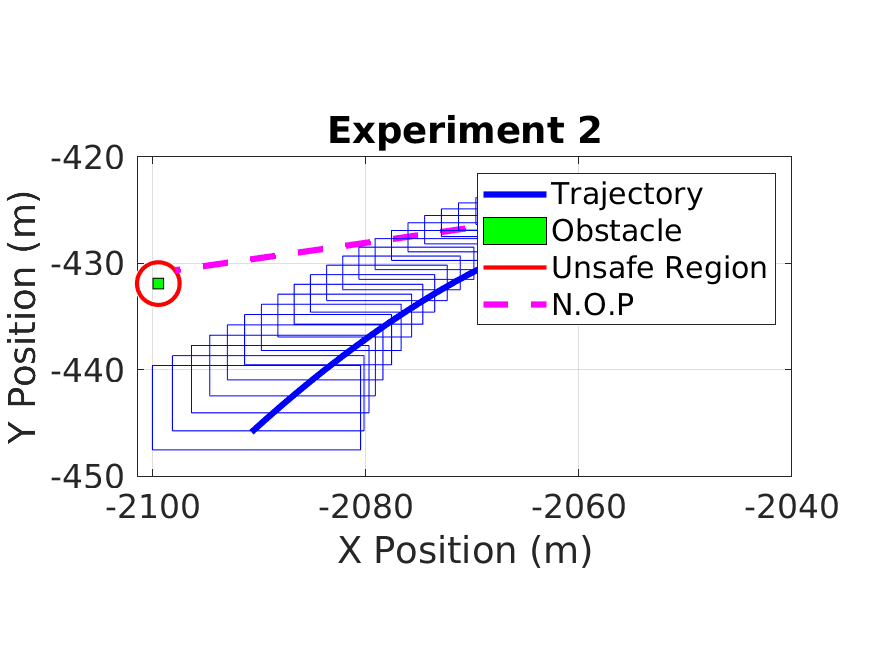 Experiment 2
Y Position (m)
-420
-430
-440
-450
Trajectory
Obstacle
Unsafe Region
N.O.P
-2100 -2080 -2060 -2040
X Position (m)